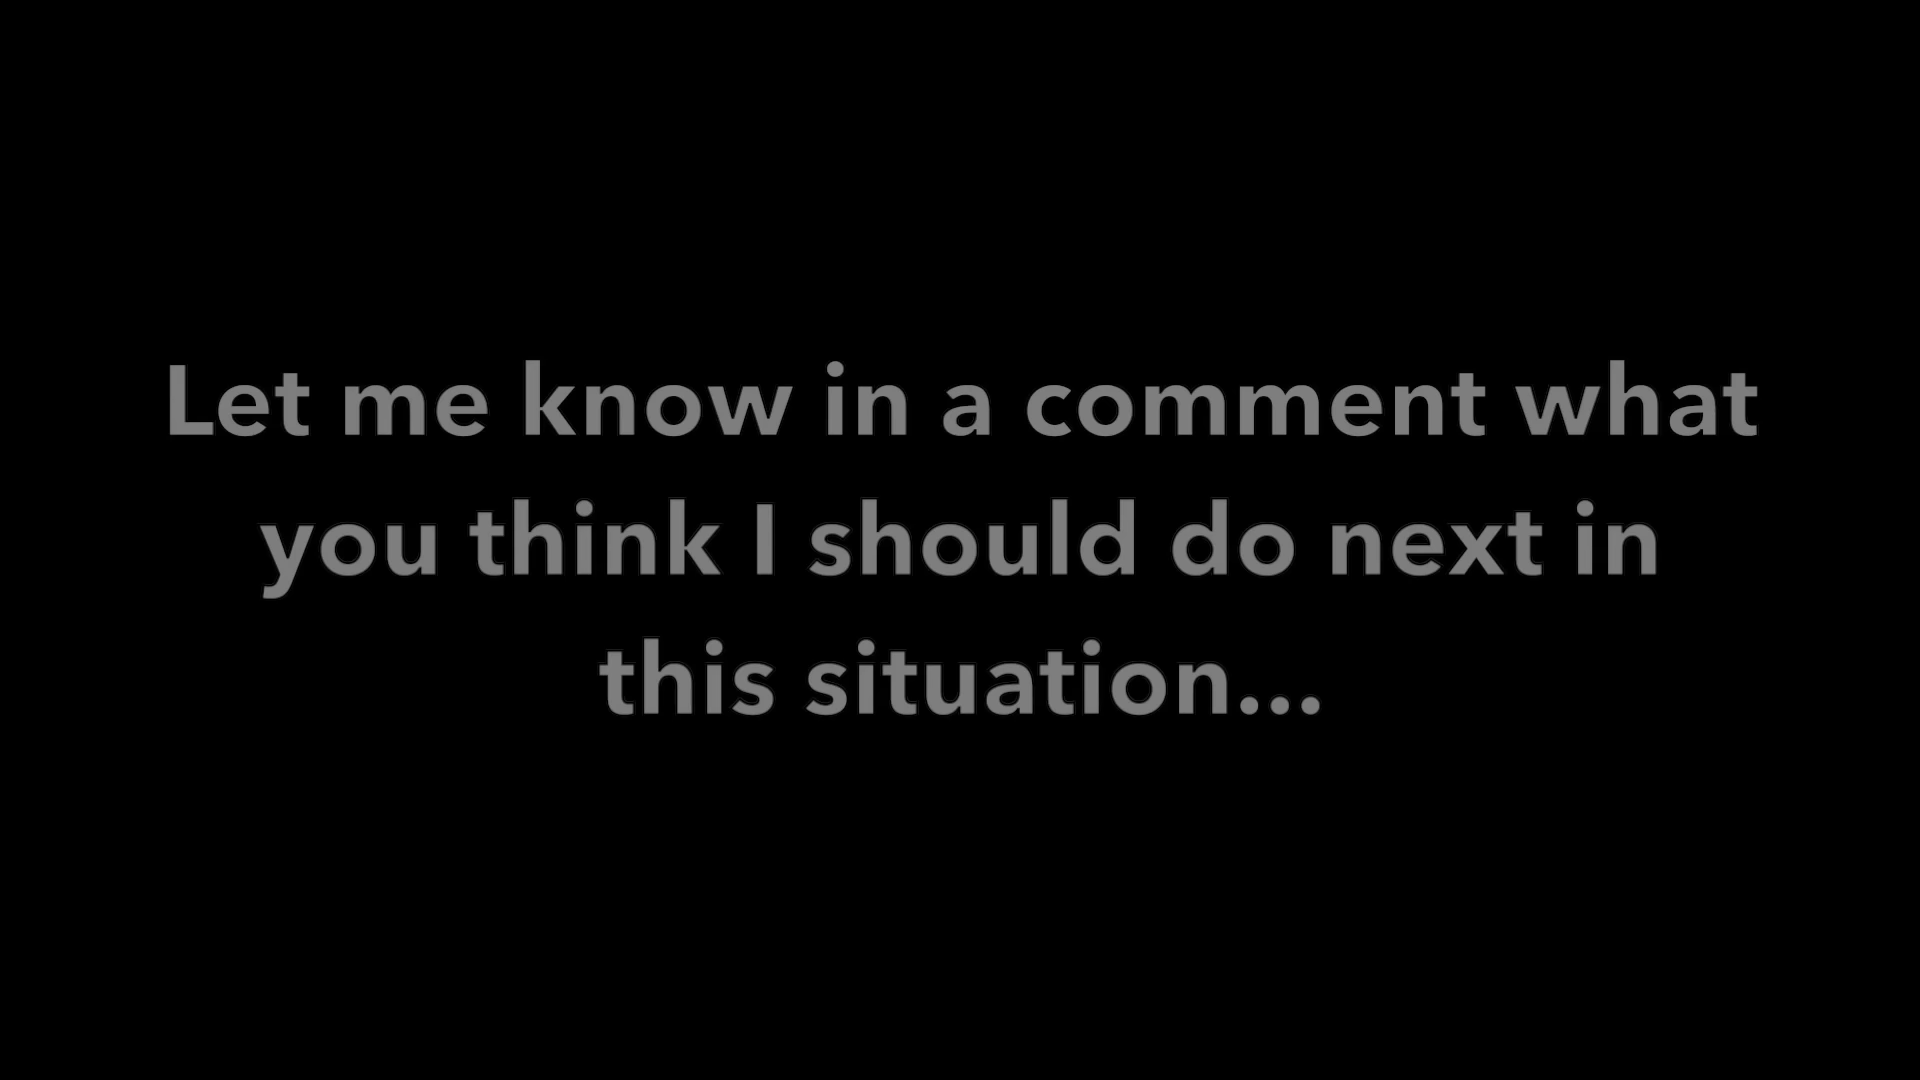 Let me know in a comment what
you think I should do next in
this situation...